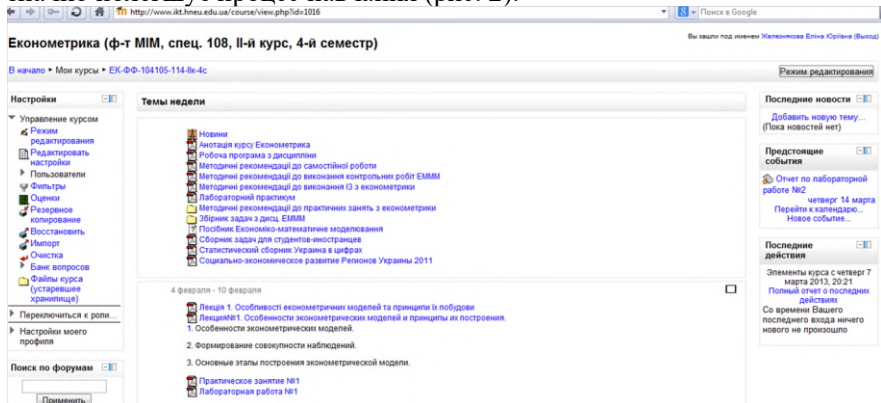 http://www.ikt.hneu.edu.ua/course/view.php?id=1016
Поиск в Google
Економетрика (ф-т МІМ, спец. 108, ІІ-й курс, 4-й семестр)
Вы зашли под именем Железнякова Еліна Юріївна (Выход)
В начало ► Мои курсы ► ЕК-ФФ-104105-114-IIк-4с
Режим редактирования
Настройки
Управление курсом
Режим
редактирования
Редактировать
настройки
Пользователи
Фильтры
Оценки
Резервное
копирование
Восстановить
Импорт
Очистка
Банк вопросов
Файлы курса
(устаревшее
хранилище)
Переключиться к роли...
Настройки моего
профиля
Поиск по форумам
Применить
Темы недели
Новини
Анотація курсу Економетрика
Робоча програма з дисципліни
Методичні рекомендації до самостійної роботи
Методичні рекомендації до виконання контрольних робіт ЕМММ
Методичні рекомендації до виконання ІЗ з економетрики
Лабораторний практикум
Методичні рекомендації до практичних занять з економетрики
Збірник задач з дисц. ЕМММ
Посібник Економіко-математичне моделювання
Сборник задач для студентов-иностранцев
Статистический сборник Украина в цифрах
Социально-экономическое развитие Регионов Украины 2011
4 февраля - 10 февраля
Лекція 1. Особливості економетричних моделей та принципи їх побудови
Лекция№1. Особенности эконометрических моделей и принципы их построения.
1. Особенности эконометрических моделей.
2. Формирование совокупности наблюдений.
3. Основные этапы построения эконометрической модели.
Практическое занятие №1
Лабораторная работа №1
Последние новости
Добавить новую тему...
(Пока новостей нет)
Предстоящие
события
Отчет по лабораторной
работе №2
четверг 14 марта
Перейти к календарю...
Новое событие...
Последние
действия
Элементы курса с четверг 7
марта 2013, 20:21
Полный отчет о последних
действиях
Со времени Вашего
последнего входа ничего
нового не произошло